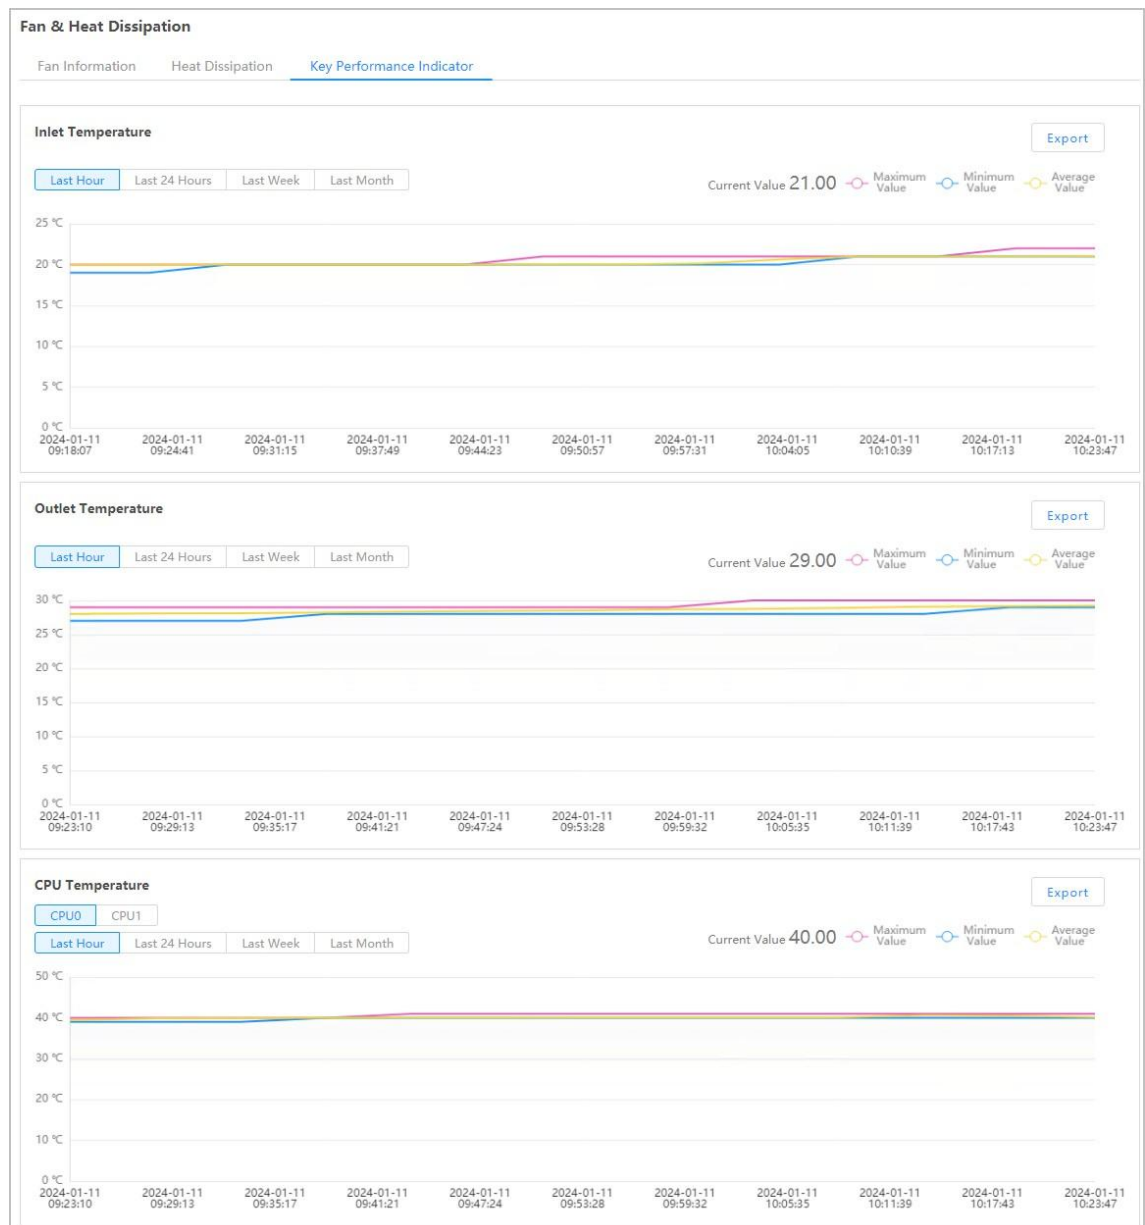 Fan & Heat Dissipation
Fan Information Heat Dissipation Key Performance Indicator
Inlet Temperature
Export
Last Hour Last 24 Hours Last Week Last Month
Current Value 21.00 Maximum Value Minimum Value Average Value
25 ℃
20 ℃
15 ℃
10 ℃
5 ℃
0 ℃
2024-01-11 2024-01-11 2024-01-11 2024-01-11 2024-01-11 2024-01-11 2024-01-11 2024-01-11 2024-01-11 2024-01-11 2024-01-11
09:18:07 09:24:41 09:31:15 09:37:49 09:44:23 09:50:57 09:57:31 10:04:05 10:10:39 10:17:13 10:23:47
Outlet Temperature
Export
Last Hour Last 24 Hours Last Week Last Month
Current Value 29.00 Maximum Value Minimum Value Average Value
30 ℃
25 ℃
20 ℃
15 ℃
10 ℃
5 ℃
0 ℃
2024-01-11 2024-01-11 2024-01-11 2024-01-11 2024-01-11 2024-01-11 2024-01-11 2024-01-11 2024-01-11 2024-01-11 2024-01-11
09:23:10 09:29:13 09:35:17 09:41:21 09:47:24 09:53:28 09:59:32 10:05:35 10:11:39 10:17:43 10:23:47
CPU Temperature
Export
CPU0 CPU1
Last Hour Last 24 Hours Last Week Last Month
Current Value 40.00 Maximum Value Minimum Value Average Value
50 ℃
40 ℃
30 ℃
20 ℃
10 ℃
0 ℃
2024-01-11 2024-01-11 2024-01-11 2024-01-11 2024-01-11 2024-01-11 2024-01-11 2024-01-11 2024-01-11 2024-01-11 2024-01-11
09:23:10 09:29:13 09:35:17 09:41:21 09:47:24 09:53:28 09:59:32 10:05:35 10:11:39 10:17:43 10:23:47